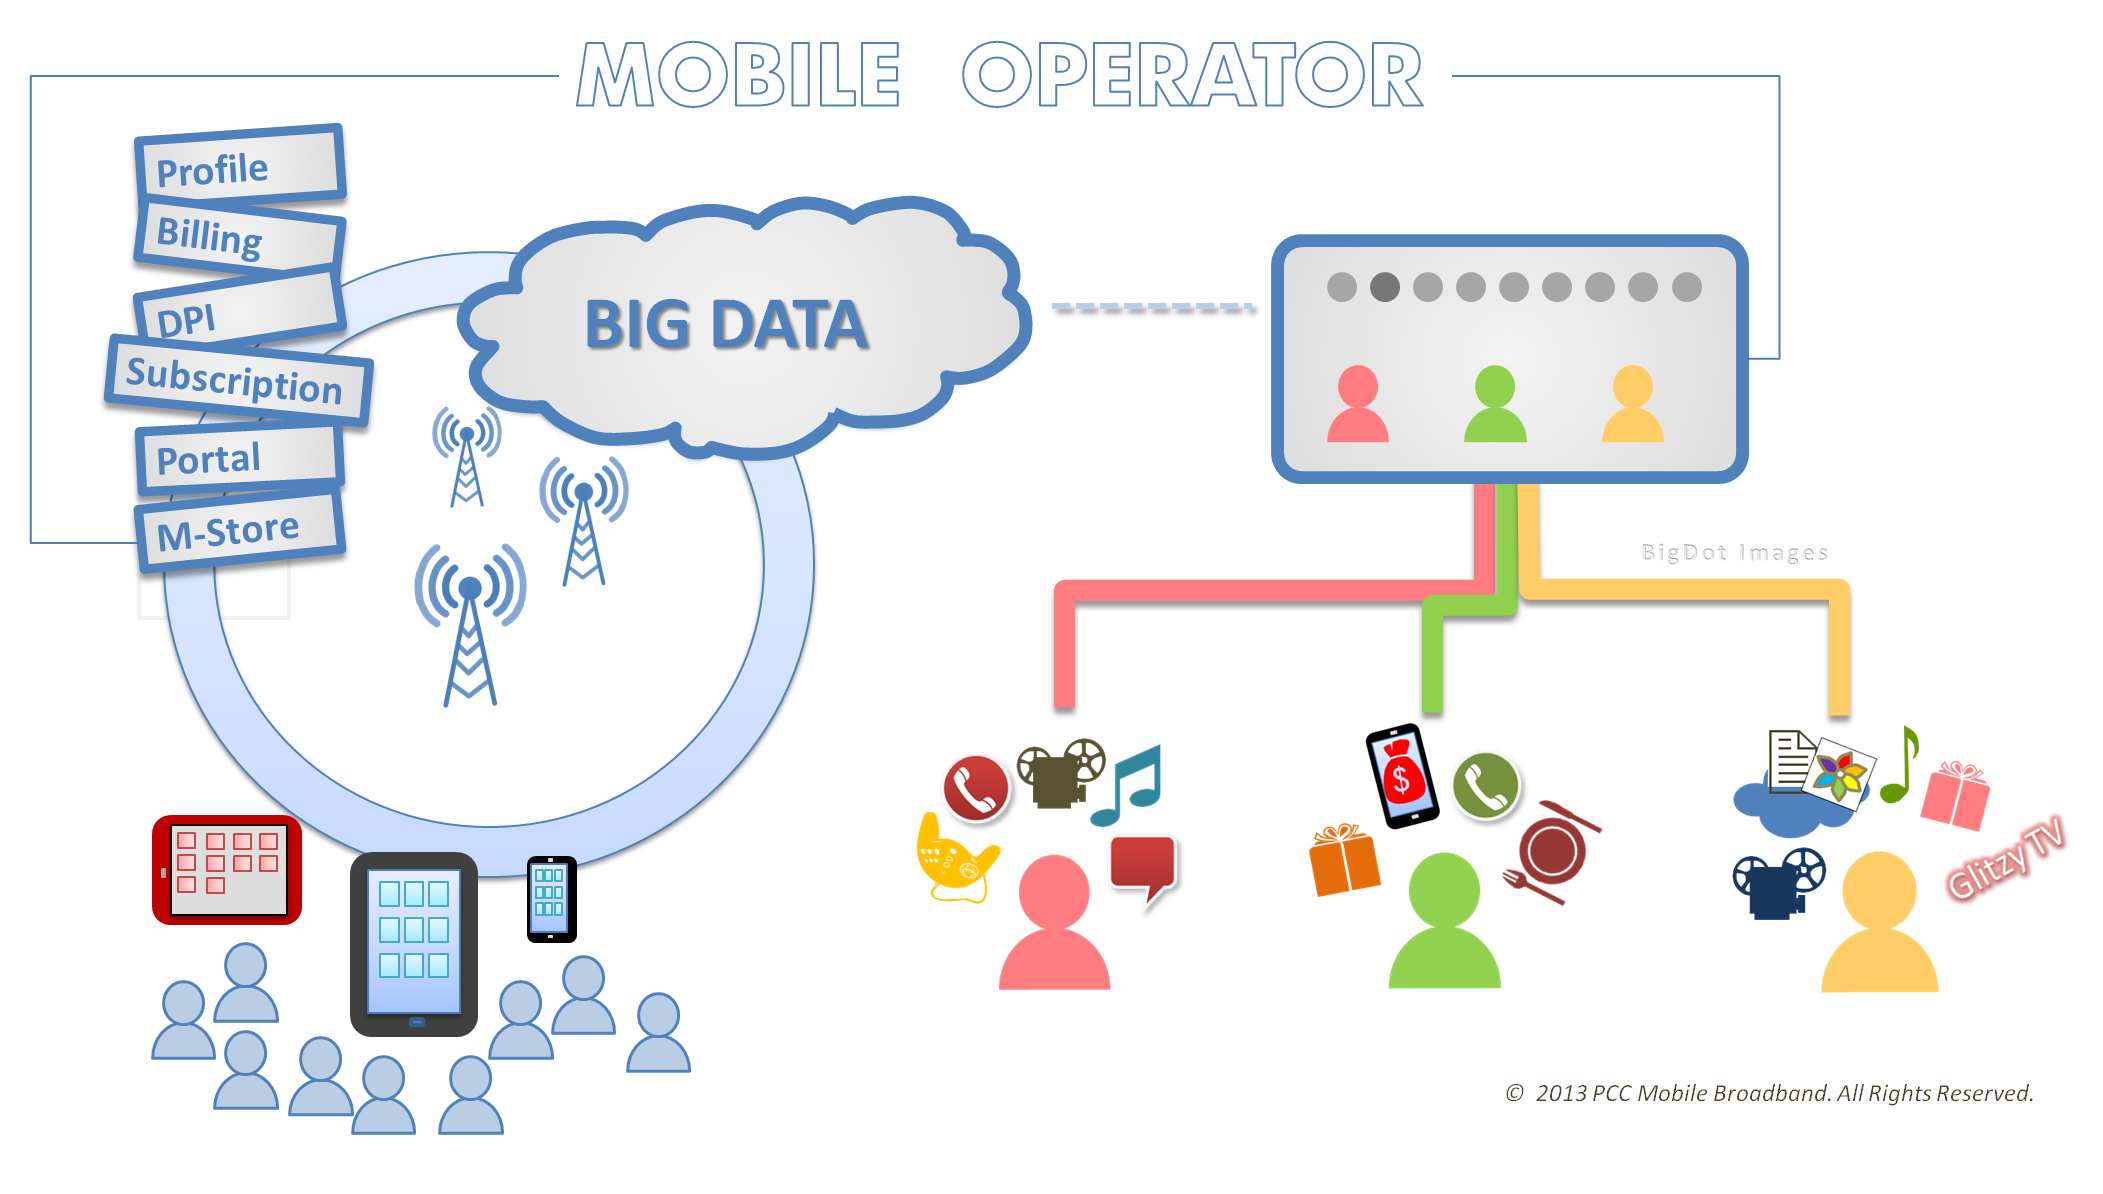 MOBILE OPERATOR
Profile
Billing
DPI
Subscription
Portal
M-Store
BIG DATA
BigDot Images
$
Glitzy TV
© 2013 PCC Mobile Broadband. All Rights Reserved.